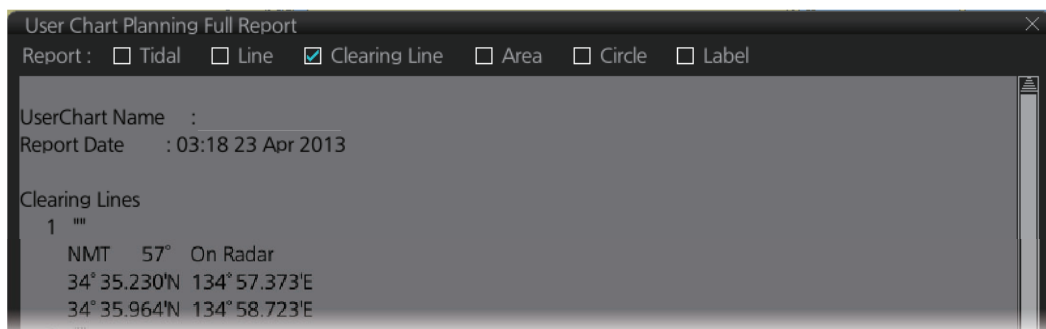 User Chart Planning Full Report
Report : Tidal Line Clearing Line Area Circle Label
UserChart Name :
Report Date : 03:18 23 Apr 2013
Clearing Lines
1 ""
NMT 57° On Radar
34° 35.230'N 134° 57.373'E
34° 35.964'N 134° 58.723'E